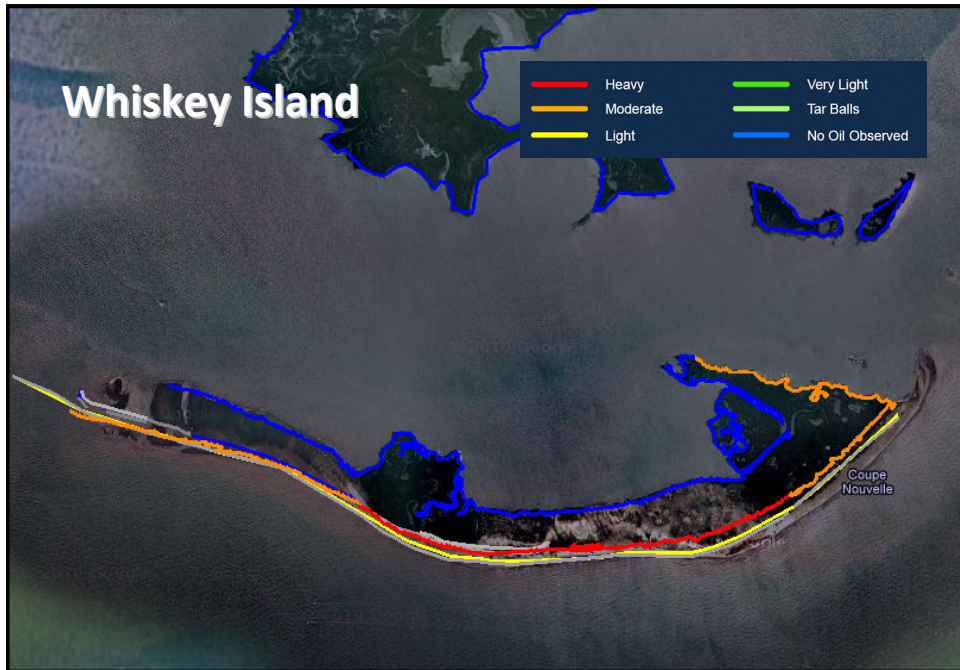 Whiskey Island
Heavy
Moderate
Light
Very Light
Tar Balls
No Oil Observed
Coupe
Nouvelle